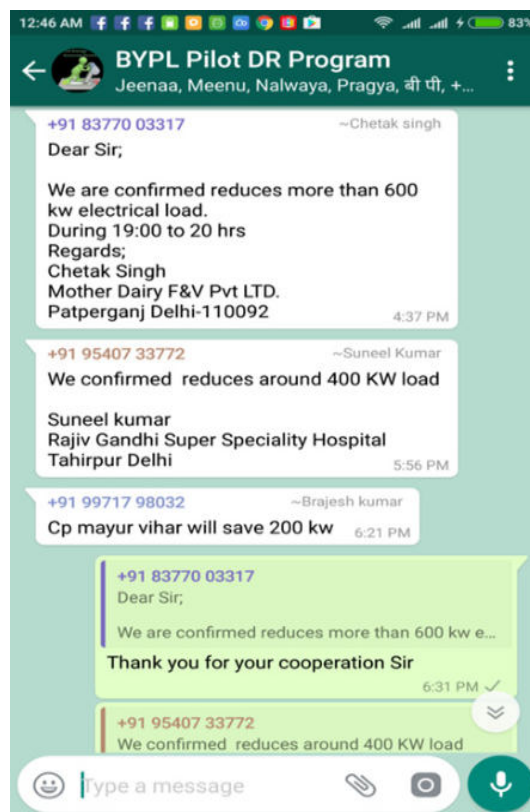 12:46 AM 83%
BYPL Pilot DR Program
Jeenaa, Meenu, Nalwaya, Pragya, बी पी, +...
+91 83770 03317 ~Chetak singh
Dear Sir;
We are confirmed reduces more than 600
kw electrical load.
During 19:00 to 20 hrs
Regards;
Chetak Singh
Mother Dairy F&V Pvt LTD.
Patperganj Delhi-110092 4:37 PM
+91 95407 33772 ~Suneel Kumar
We confirmed reduces around 400 KW load
Suneel kumar
Rajiv Gandhi Super Speciality Hospital
Tahirpur Delhi 5:56 PM
+91 99717 98032 ~Brajesh kumar
Cp mayur vihar will save 200 kw 6:21 PM
+91 83770 03317
Dear Sir;
We are confirmed reduces more than 600 kw e...
Thank you for your cooperation Sir
6:31 PM
+91 95407 33772
We confirmed reduces around 400 KW load
Type a message